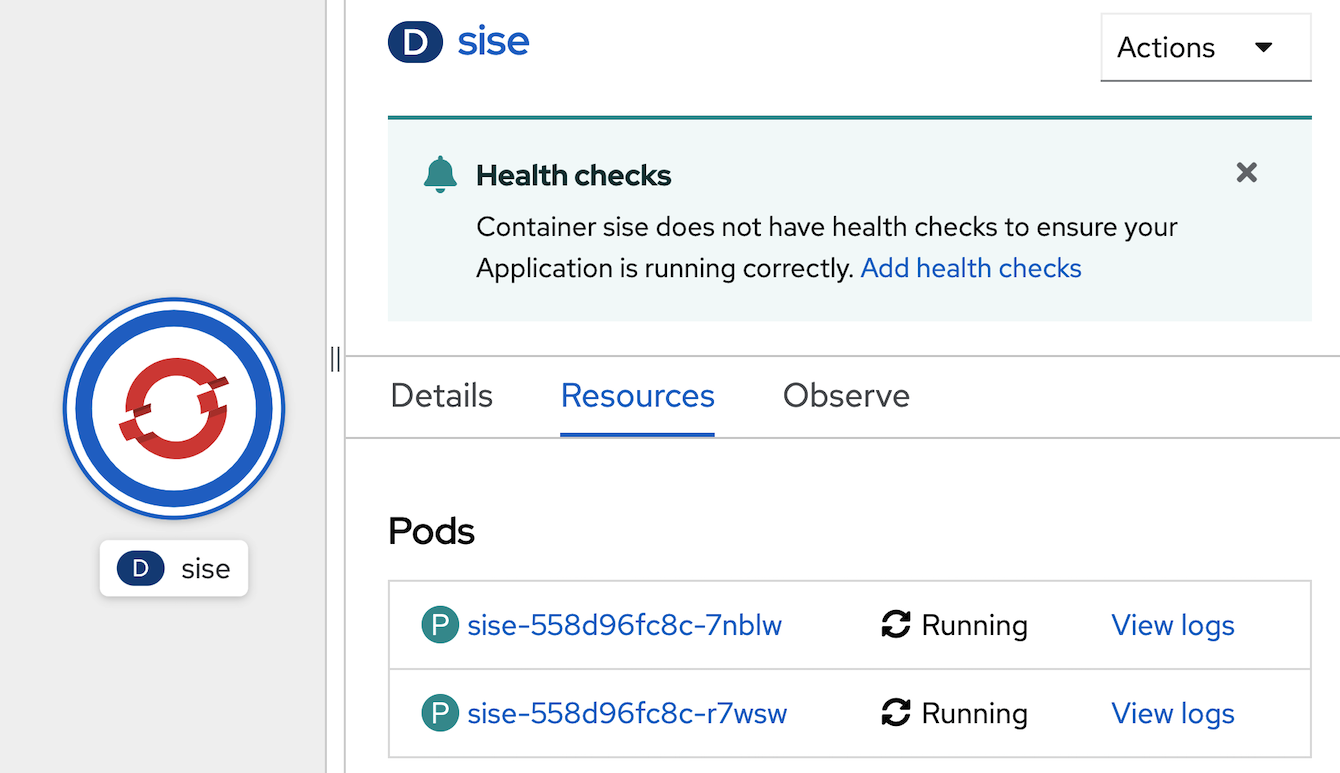 D sise
Actions
Health checks
Container sise does not have health checks to ensure your
Application is running correctly. Add health checks
Details Resources Observe
Pods
P sise-558d96fc8c-7nblw Running View logs
P sise-558d96fc8c-r7wsw Running View logs
D sise